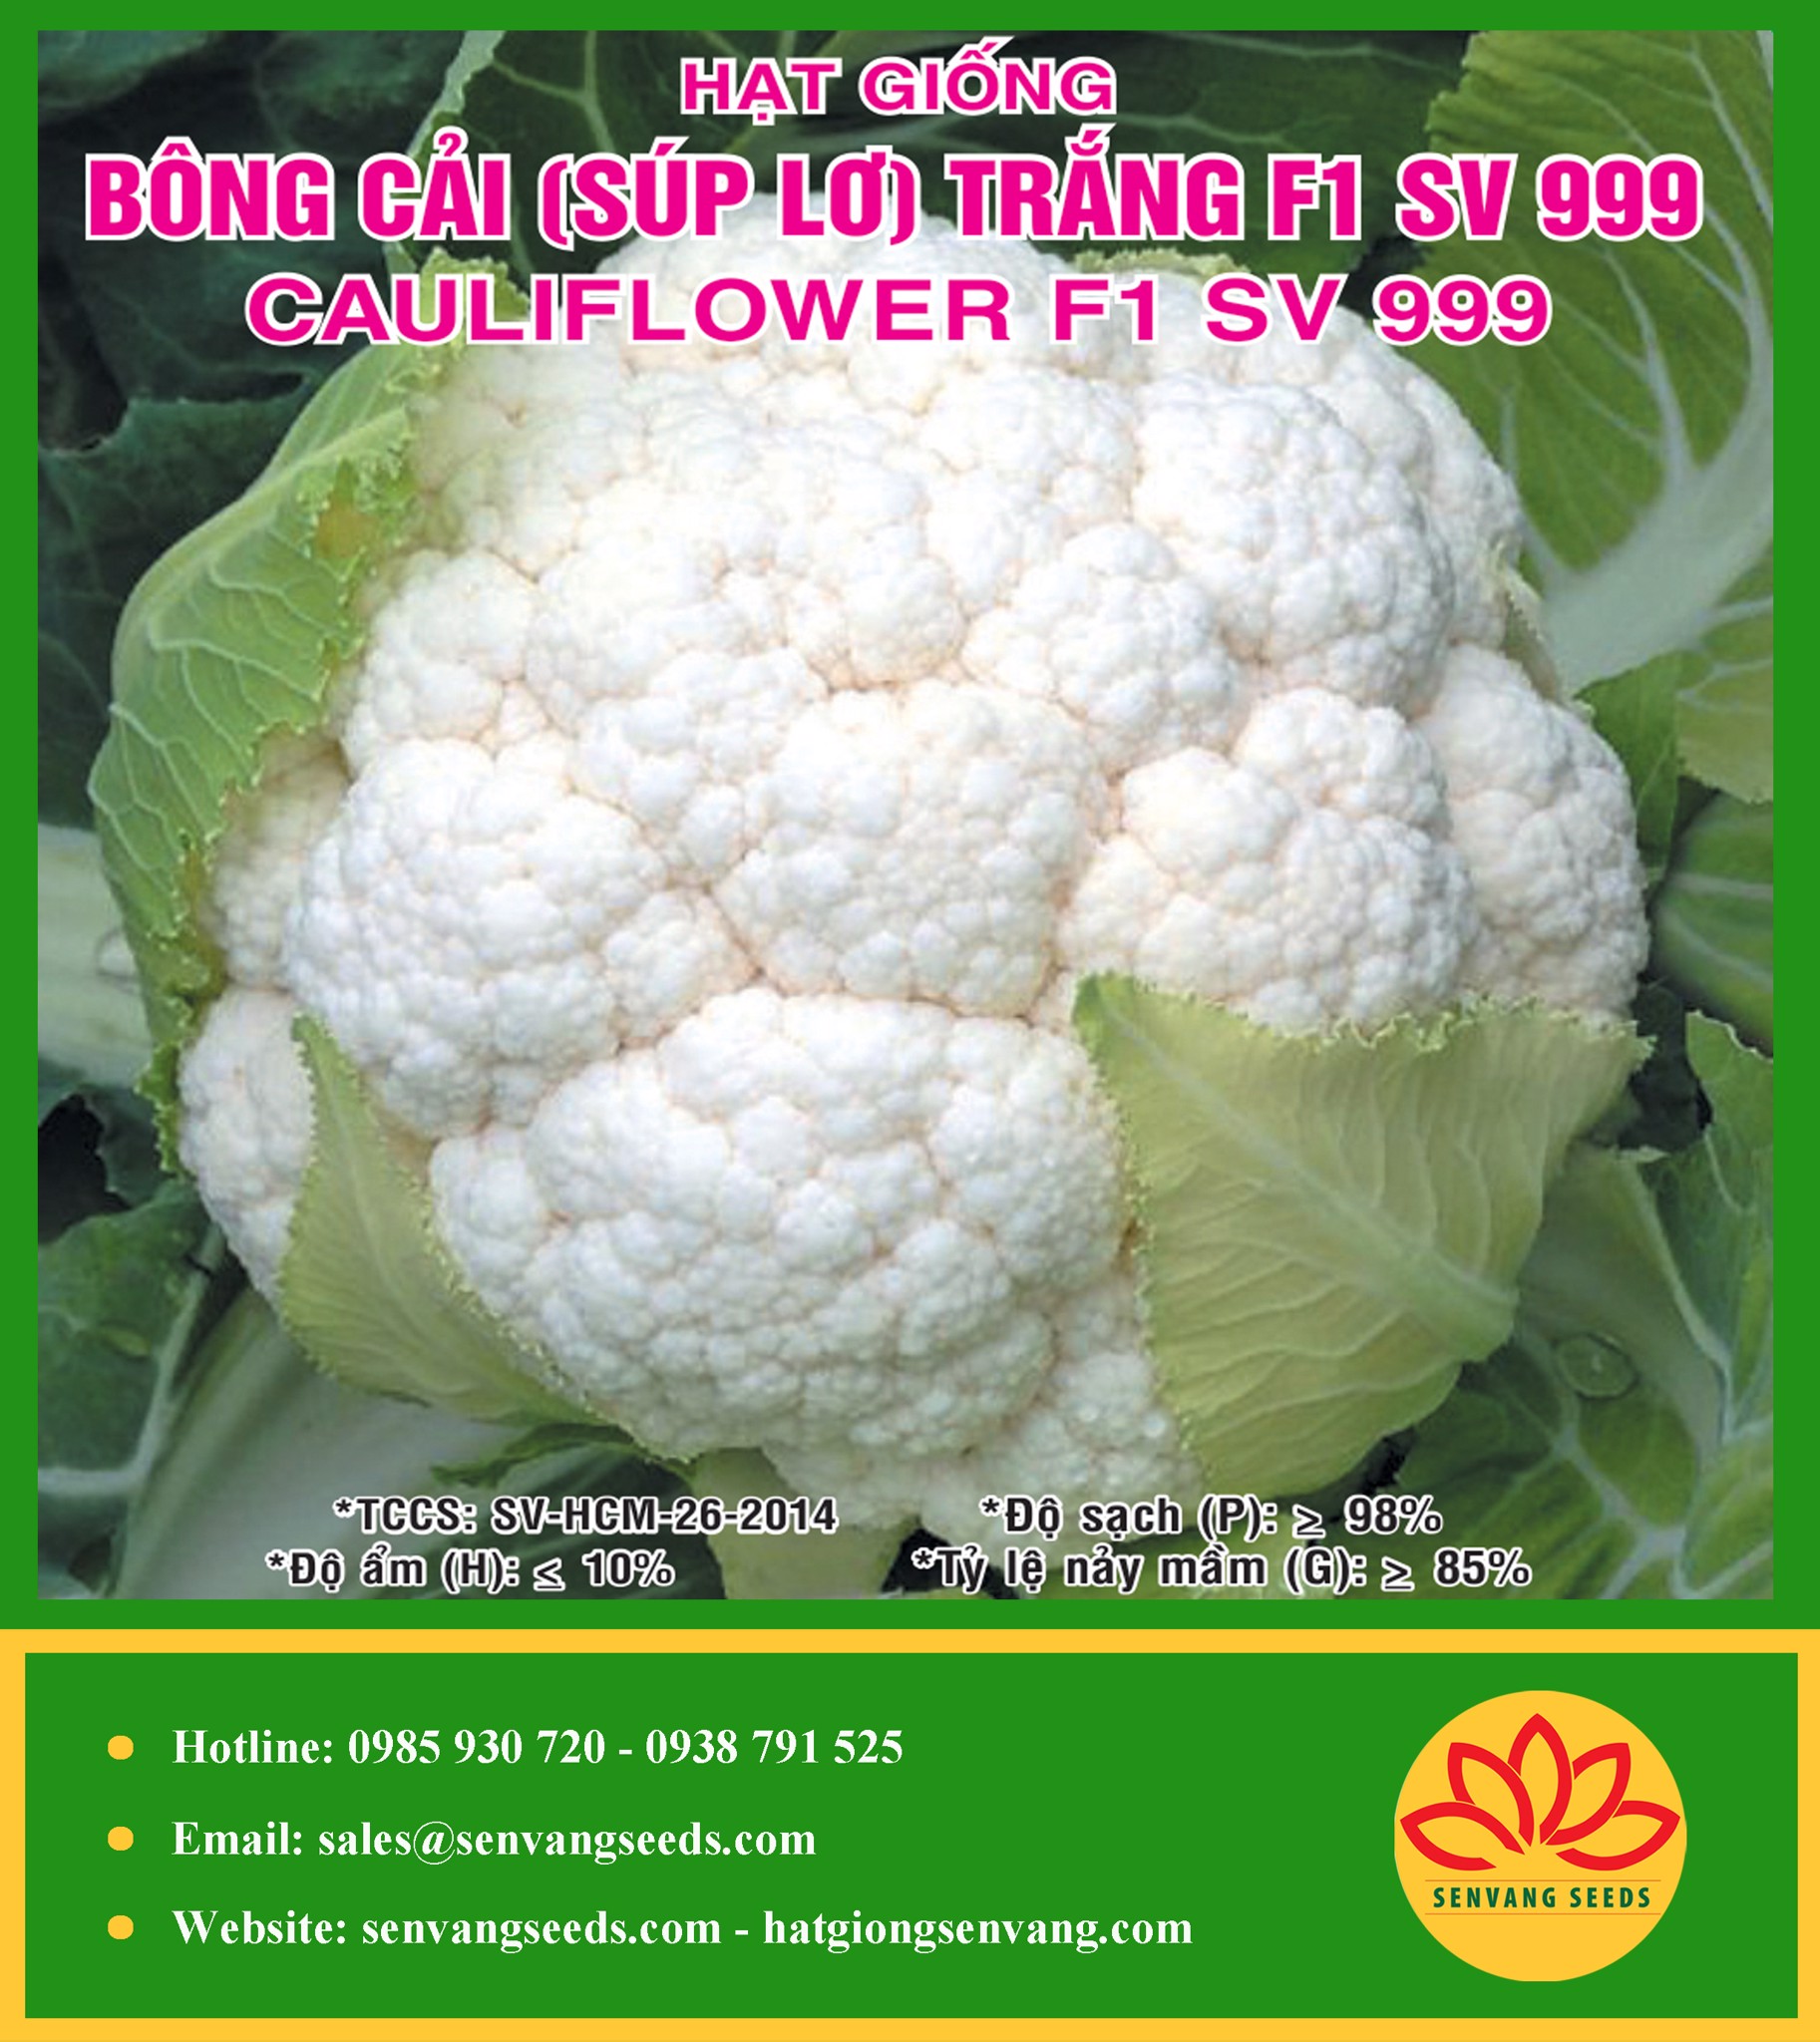 HẠT GIỐNG
BÔNG CẢI (SÚP LƠ) TRẮNG F1 SV 999
CAULIFLOWER F1 SV 999
*TCCS: SV-HCM-26-2014 *Độ sạch (P): ≥ 98%
*Độ ẩm (H): ≤ 10% *Tỷ lệ nảy mầm (G): ≥ 85%
Hotline: 0985 930 720 - 0938 791 525
Email: sales@senvangseeds.com
Website: senvangseeds.com - hatgiongsenvang.com
SENVANG SEEDS